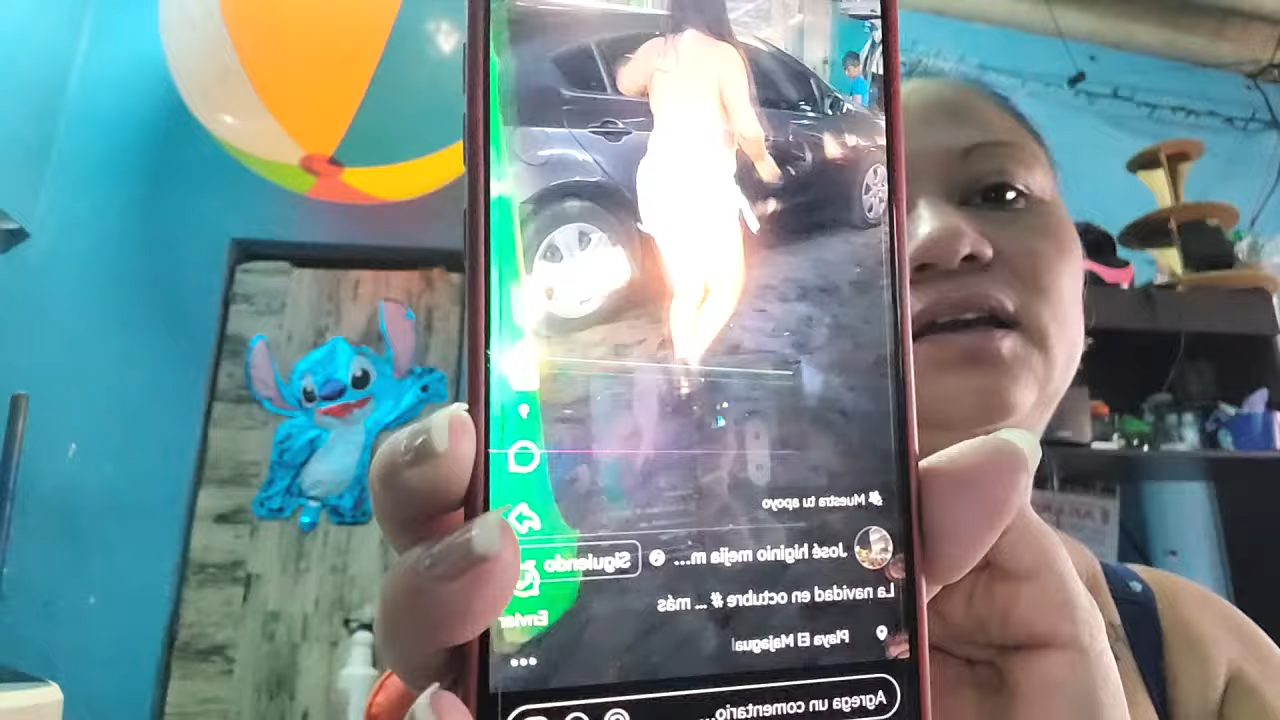 Muestra tu apoyo
José higinio mejia m... Siguiendo
La navidad en octubre # ... más
Enviar
Playa El Majagual
Agrega un comentario...